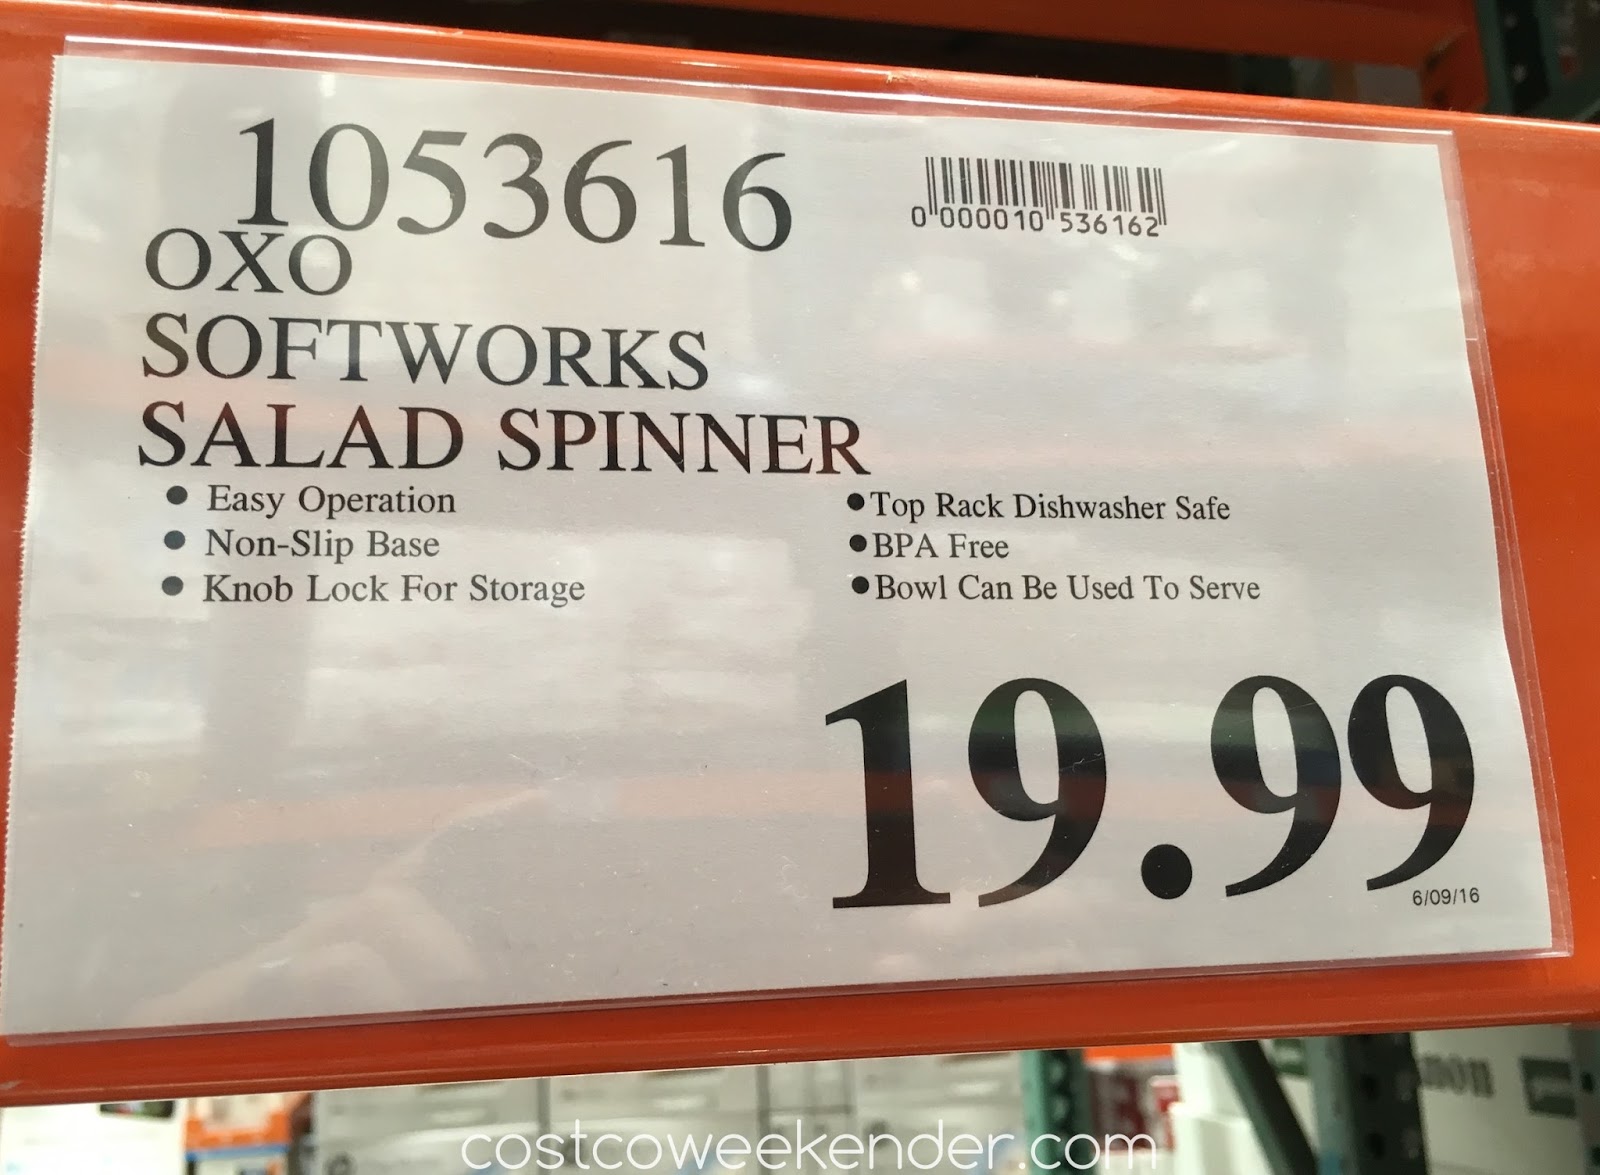 1053616
0 000010 536162
OXO
SOFTWORKS
SALAD SPINNER
• Easy Operation
• Non-Slip Base
• Knob Lock For Storage
•Top Rack Dishwasher Safe
•BPA Free
•Bowl Can Be Used To Serve
19.99
6/09/16
costcoweekender.com